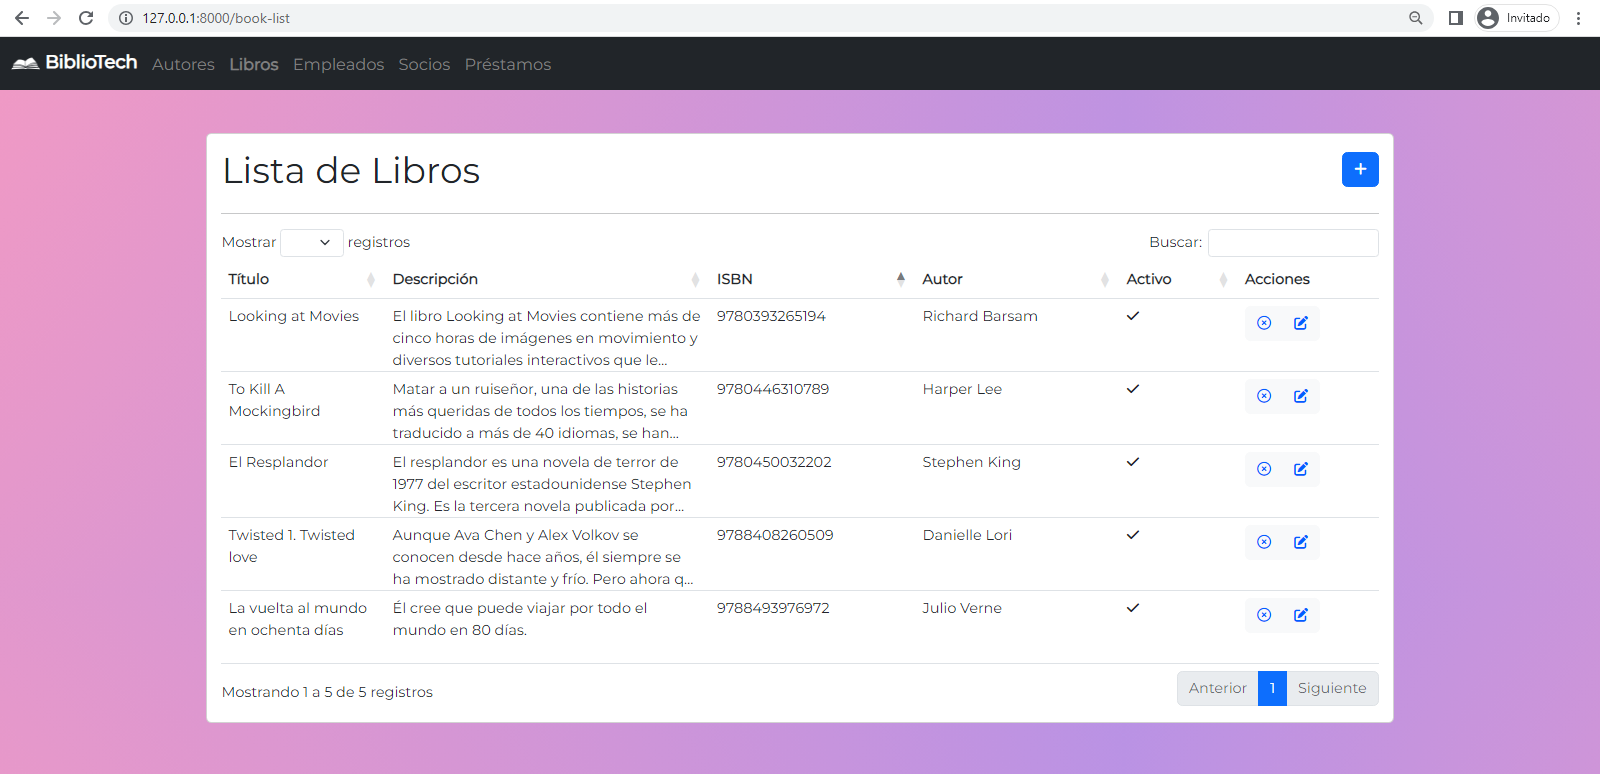 127.0.0.1:8000/book-list
Invitado
BiblioTech Autores Libros Empleados Socios Préstamos
Lista de Libros
+
Mostrar registros Buscar:
Título Descripción ISBN Autor Activo Acciones
Looking at Movies El libro Looking at Movies contiene más de 9780393265194 Richard Barsam
cinco horas de imágenes en movimiento y
diversos tutoriales interactivos que le...
To Kill A Matar a un ruiseñor, una de las historias 9780446310789 Harper Lee
Mockingbird más queridas de todos los tiempos, se ha
traducido a más de 40 idiomas, se han...
El Resplandor El resplandor es una novela de terror de 9780450032202 Stephen King
1977 del escritor estadounidense Stephen
King. Es la tercera novela publicada por...
Twisted 1. Twisted Aunque Ava Chen y Alex Volkov se 9788408260509 Danielle Lori
love conocen desde hace años, él siempre se
ha mostrado distante y frío. Pero ahora q...
La vuelta al mundo Él cree que puede viajar por todo el 9788493976972 Julio Verne
en ochenta días mundo en 80 días.
Mostrando 1 a 5 de 5 registros Anterior 1 Siguiente